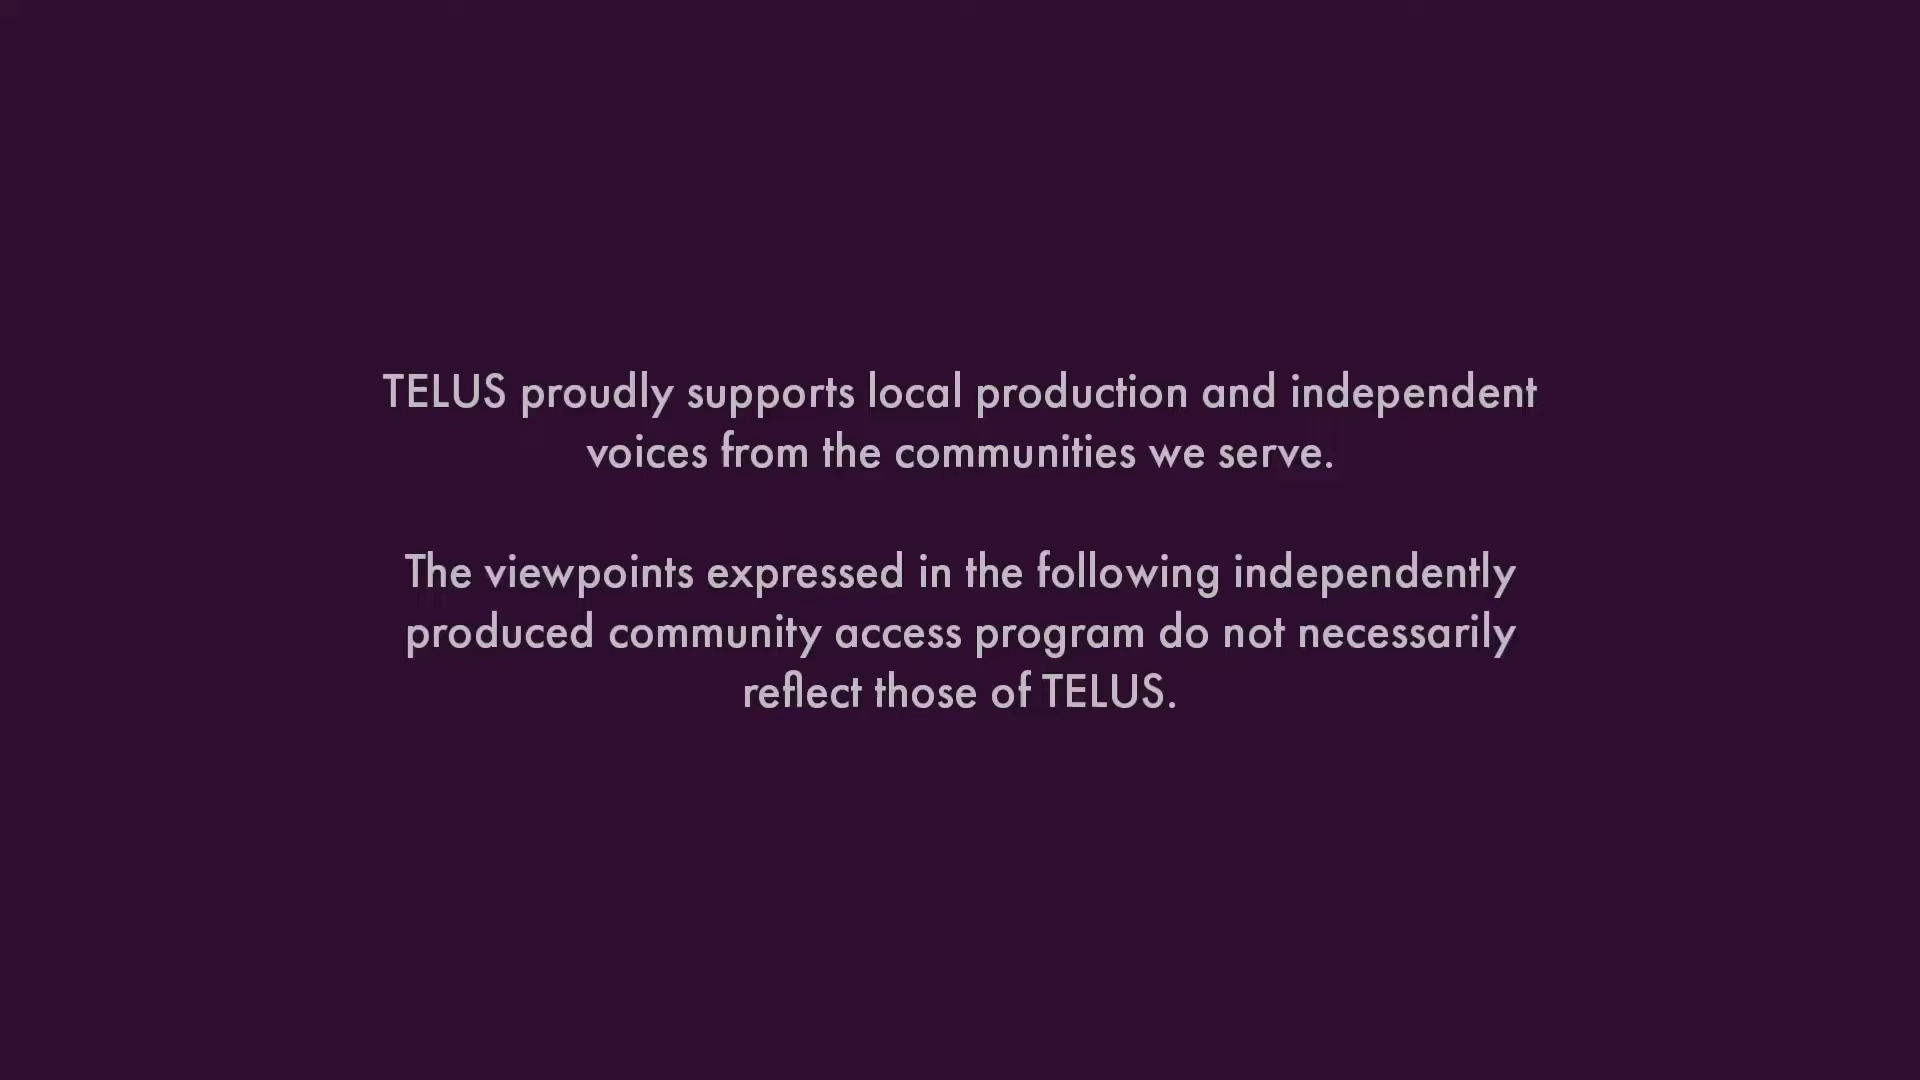 TELUS proudly supports local production and independent
voices from the communities we serve.
The viewpoints expressed in the following independently
produced community access program do not necessarily
reflect those of TELUS.